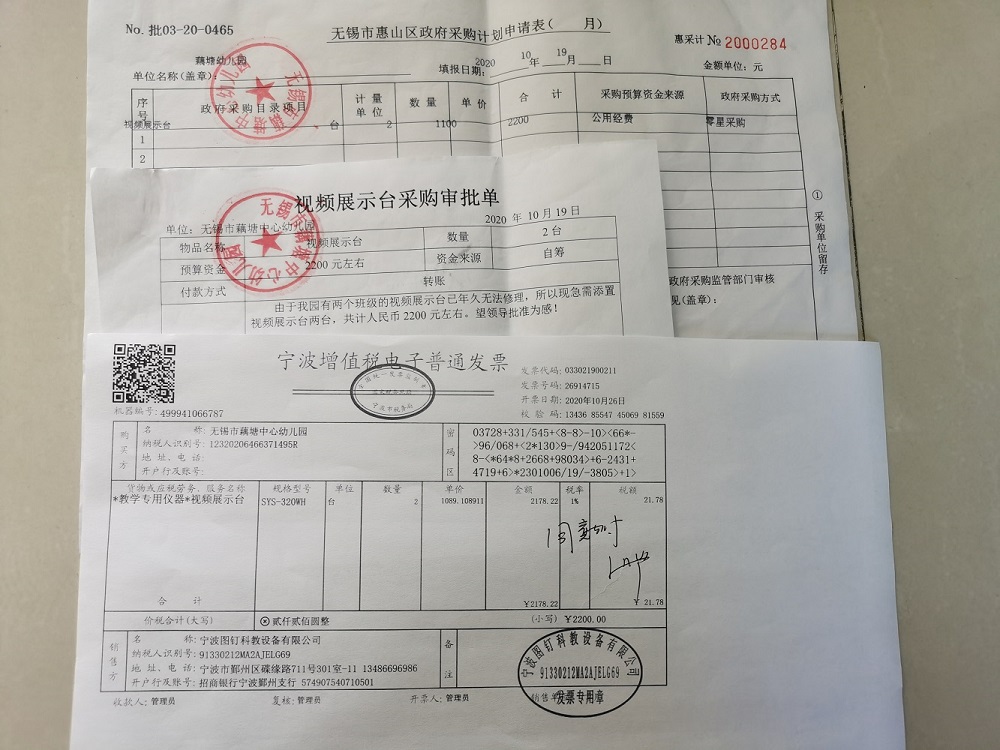 No. 批03-20-0465
无锡市惠山区政府采购计划申请表( 月)
惠采计 № 2000284
藕塘幼儿园
单位名称(盖章):
填报日期: 2020 年 10 月 19 日
金额单位: 元
序号 政府采购目录项目 计量单位 数量 单价 合计 采购预算资金来源 政府采购方式
视频展示台 台 2 1100 2200 公用经费 零星采购
1
2
① 采购单位留存
政府采购监管部门审核
见(盖章):
视频展示台采购审批单
2020 年 10 月 19 日
单位: 无锡市藕塘中心幼儿园
物品名称 视频展示台 数量 2 台
预算资金 2200 元左右 资金来源 自筹
付款方式 转账
由于我园有两个班级的视频展示台已年久无法修理,所以现急需添置
视频展示台两台,共计人民币 2200 元左右。望领导批准为感!
无锡市藕塘中心幼儿园
宁波增值税电子普通发票
机器编号: 499941066787
发票代码: 033021900211
发票号码: 26914715
开票日期: 2020年10月26日
校 验 码: 13436 85547 45069 81559
购买方
名 称: 无锡市藕塘中心幼儿园
纳税人识别号: 12320206466371495R
地 址、电 话:
开户行及账号:
密码区
03728+331/545+<8-8>-10><66*-
>96/068+<2*130>9-/942051172<
8-<*64*8+2668+98034>+6-2431+
4719+6>*2301006/19/-3805>+1>
货物或应税劳务、服务名称 规格型号 单位 数量 单价 金额 税率 税额
*教学专用仪器*视频展示台 SYS-320WH 台 2 1089.108911 2178.22 1% 21.78
合 计 ¥2178.22 ¥ 21.78
价税合计(大写) ⊗贰仟贰佰圆整 (小写) ¥2200.00
销售方
名 称: 宁波图钉科教设备有限公司
纳税人识别号: 91330212MA2AJELG69
地 址、电 话: 宁波市鄞州区碟缘路711号301室-11 13486696986
开户行及账号: 招商银行宁波鄞州支行 574907540710501
备注
宁波图钉科教设备有限公司
91330212MA2AJELG69
发票专用章
收款人: 管理员 复核: 管理员 开票人: 管理员 销售